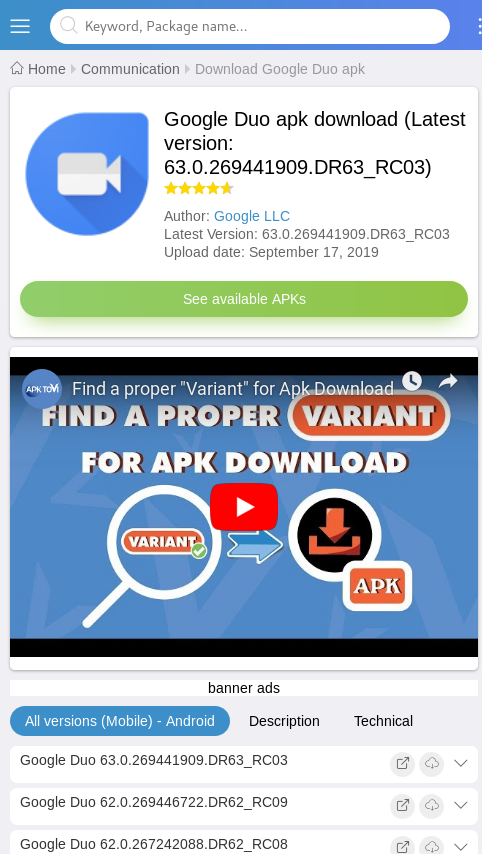 Keyword, Package name...
Home Communication Download Google Duo apk
Google Duo apk download (Latest
version:
63.0.269441909.DR63_RC03)
Author: Google LLC
Latest Version: 63.0.269441909.DR63_RC03
Upload date: September 17, 2019
See available APKs
Find a proper "Variant" for Apk Download
FIND A PROPER VARIANT
FOR APK DOWNLOAD
VARIANT
APK
banner ads
All versions (Mobile) - Android Description Technical
Google Duo 63.0.269441909.DR63_RC03
Google Duo 62.0.269446722.DR62_RC09
Google Duo 62.0.267242088.DR62_RC08